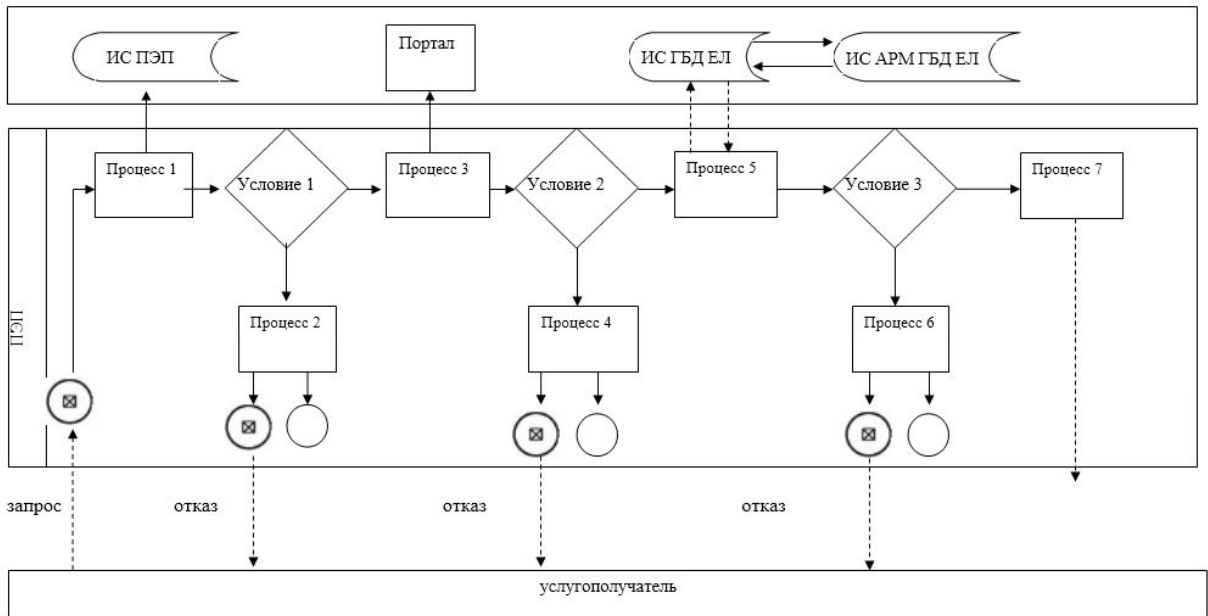 ИС ПЭП
Портал
ИС ГБД ЕЛ
ИС АРМ ГБД ЕЛ
Процесс 1
Условие 1
Процесс 3
Условие 2
Процесс 5
Условие 3
Процесс 7
ПЭП
Процесс 2
Процесс 4
Процесс 6
запрос
отказ
отказ
отказ
услугополучатель